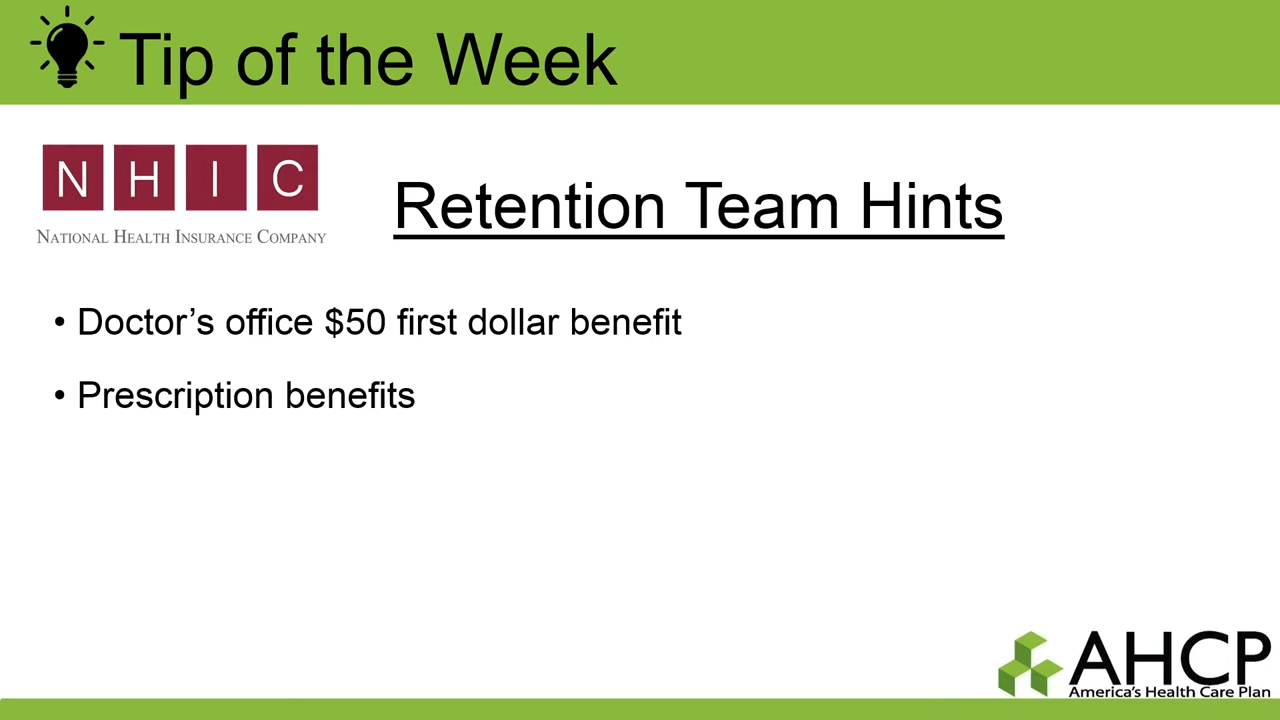 Tip of the Week
N H I C
National Health Insurance Company
Retention Team Hints
• Doctor’s office $50 first dollar benefit
• Prescription benefits
AHCP
America's Health Care Plan